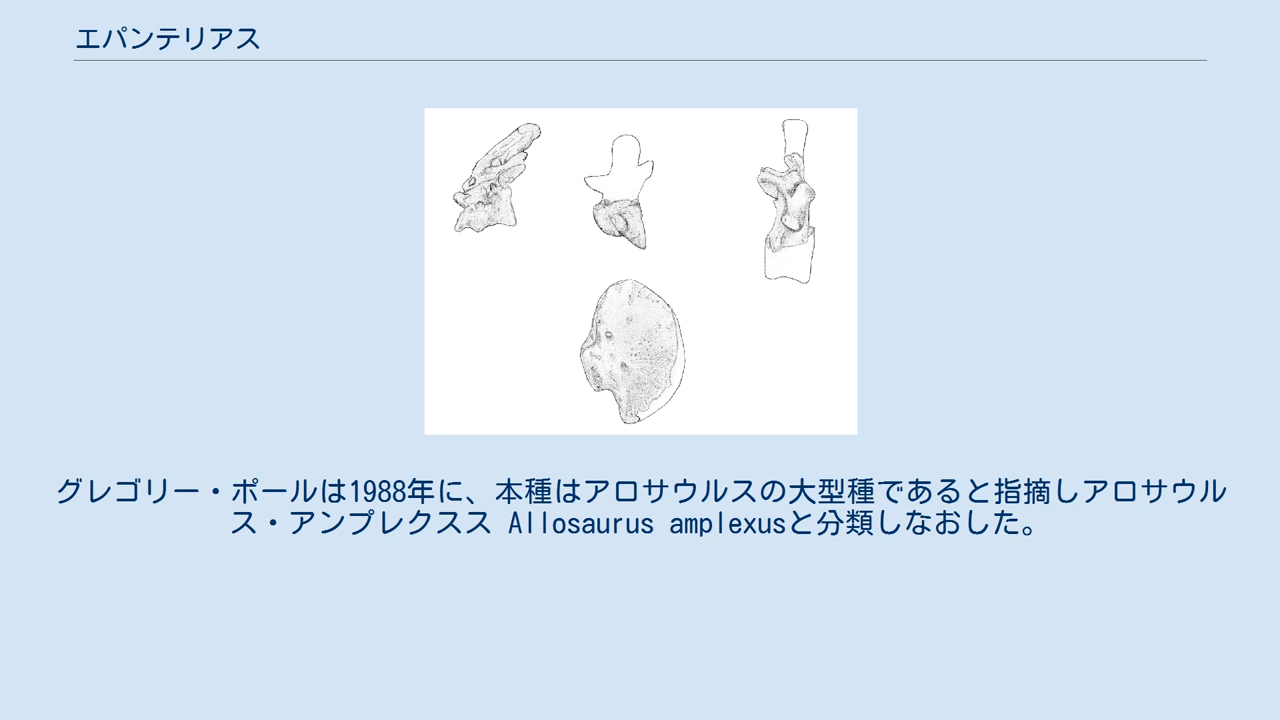 エパンテリアス
グレゴリー・ポールは1988年に、本種はアロサウルスの大型種であると指摘しアロサウル
ス・アンプレクスス Allosaurus amplexusと分類しなおした。